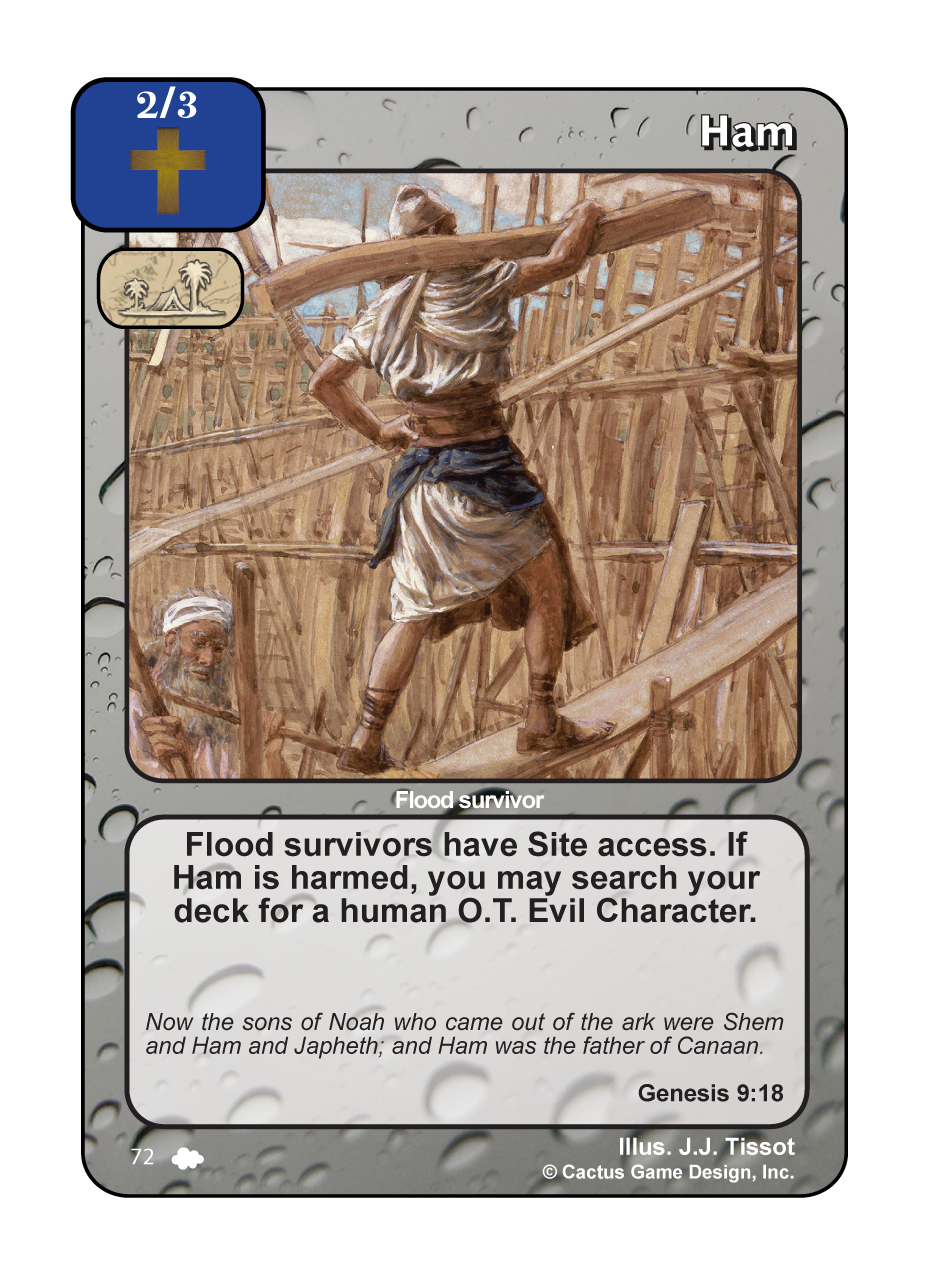 2/3
Ham
Flood survivor
Flood survivors have Site access. If
Ham is harmed, you may search your
deck for a human O.T. Evil Character.
Now the sons of Noah who came out of the ark were Shem
and Ham and Japheth; and Ham was the father of Canaan.
Genesis 9:18
72
Illus. J.J. Tissot
© Cactus Game Design, Inc.